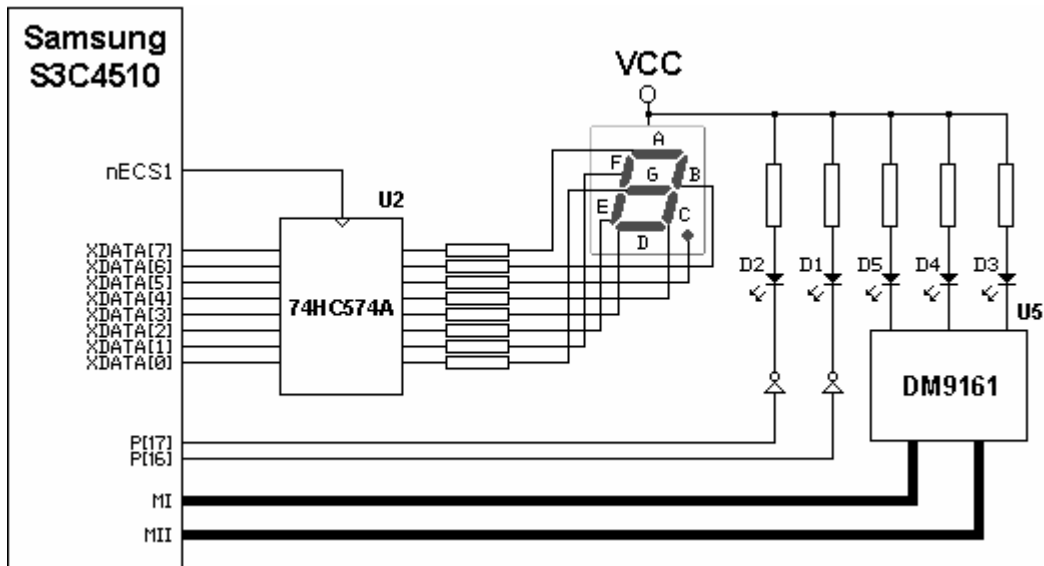 Samsung
S3C4510
VCC
nECS1
U2
A
F
G
B
E
C
D
XDATA[7]
XDATA[6]
XDATA[5]
XDATA[4]
XDATA[3]
XDATA[2]
XDATA[1]
XDATA[0]
74HC574A
D2
D1
D5
D4
D3
U5
DM9161
P[17]
P[16]
MI
MII